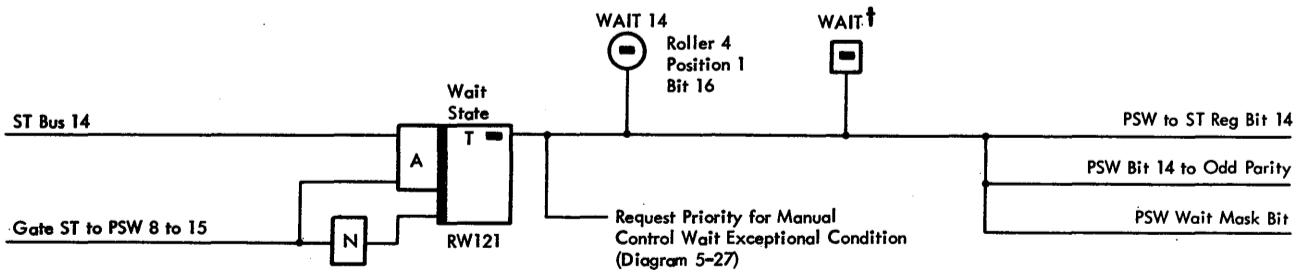 WAIT 14
Roller 4
Position 1
Bit 16
WAIT †
Wait
State
T
ST Bus 14
A
PSW to ST Reg Bit 14
PSW Bit 14 to Odd Parity
PSW Wait Mask Bit
Gate ST to PSW 8 to 15
N
RW121
Request Priority for Manual
Control Wait Exceptional Condition
(Diagram 5-27)